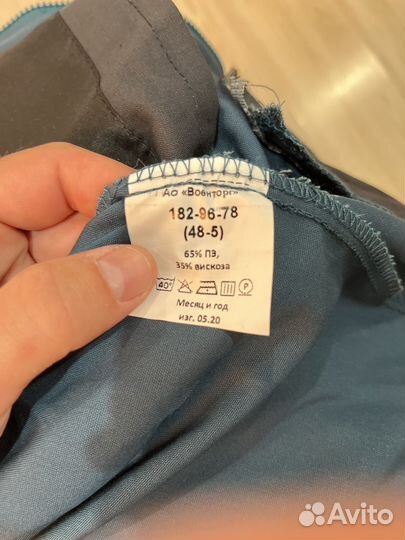 АО «Военторг»
182-96-78
(48-5)
65% ПЭ,
35% вискоза
40°
P
Месяц и год
изг. 05.20
Avito